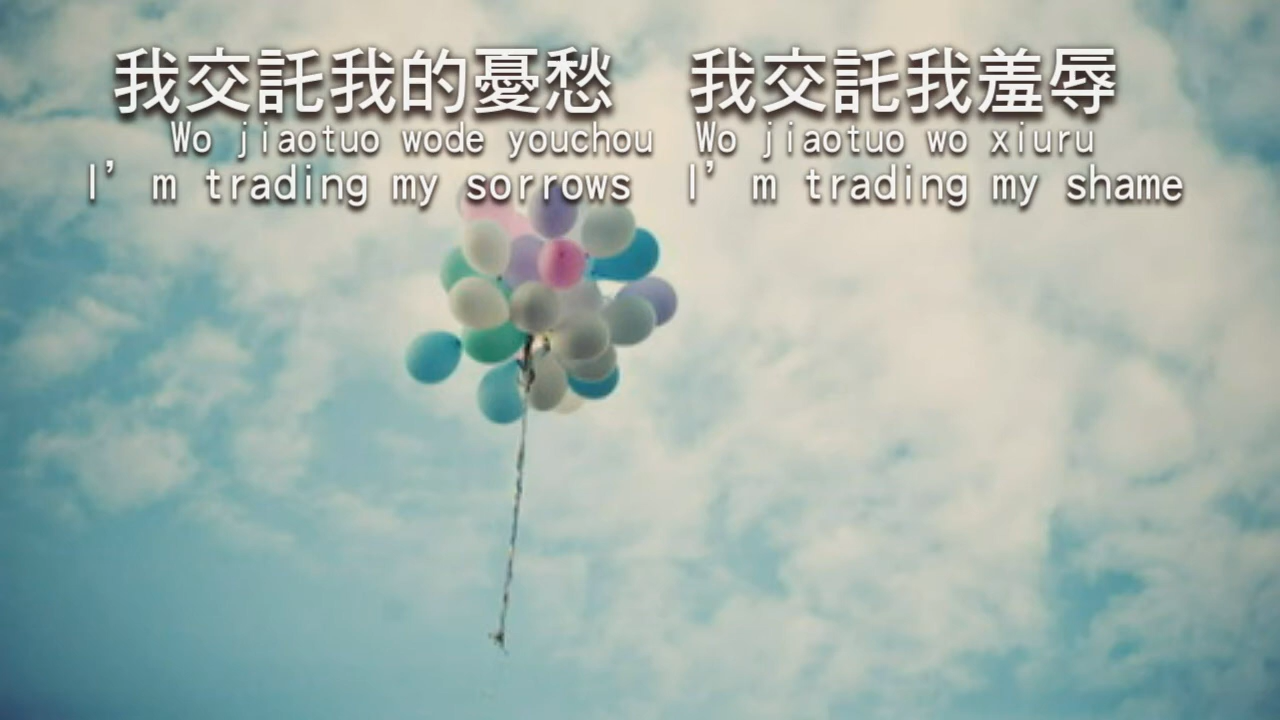 我交託我的憂愁 我交託我羞辱
Wo jiaotuo wode youchou Wo jiaotuo wo xiuru
I'm trading my sorrows I'm trading my shame